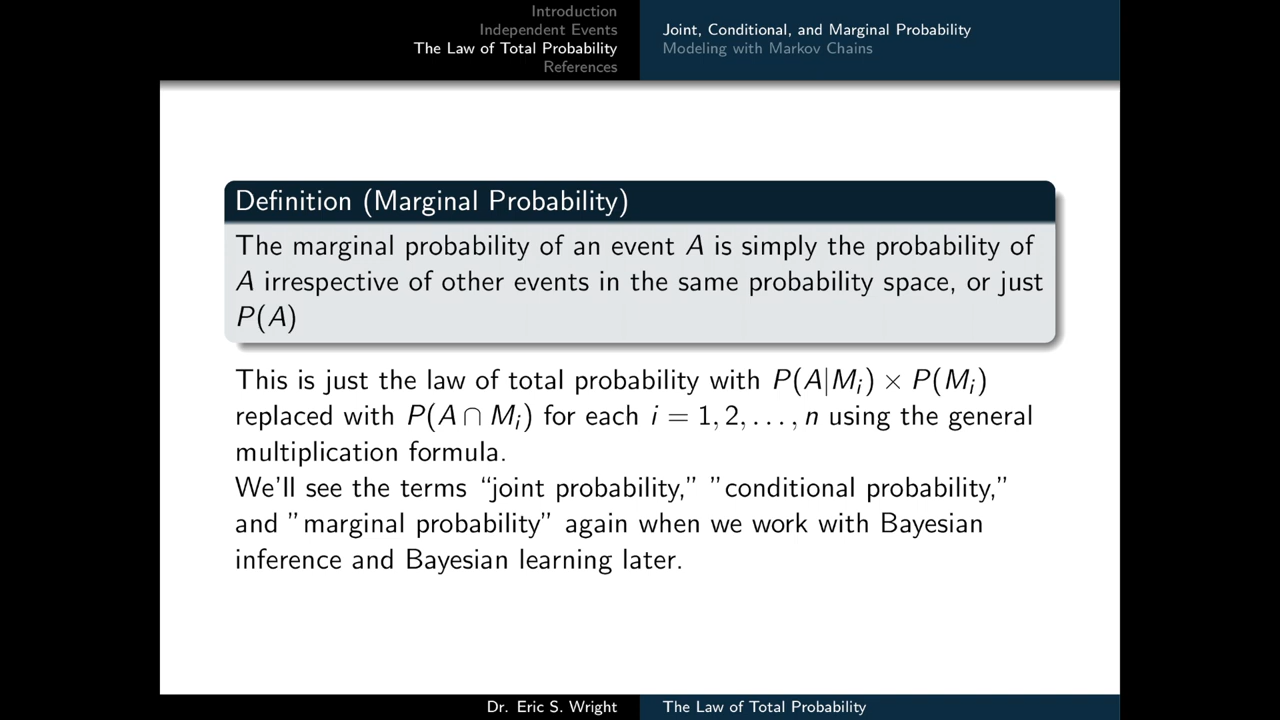 Introduction
Independent Events
The Law of Total Probability
References
Joint, Conditional, and Marginal Probability
Modeling with Markov Chains
Definition (Marginal Probability)
The marginal probability of an event A is simply the probability of
A irrespective of other events in the same probability space, or just
P(A)
This is just the law of total probability with P(A|Mᵢ) × P(Mᵢ)
replaced with P(A ∩ Mᵢ) for each i = 1, 2, . . . , n using the general
multiplication formula.
We'll see the terms “joint probability,” ”conditional probability,”
and ”marginal probability” again when we work with Bayesian
inference and Bayesian learning later.
Dr. Eric S. Wright
The Law of Total Probability